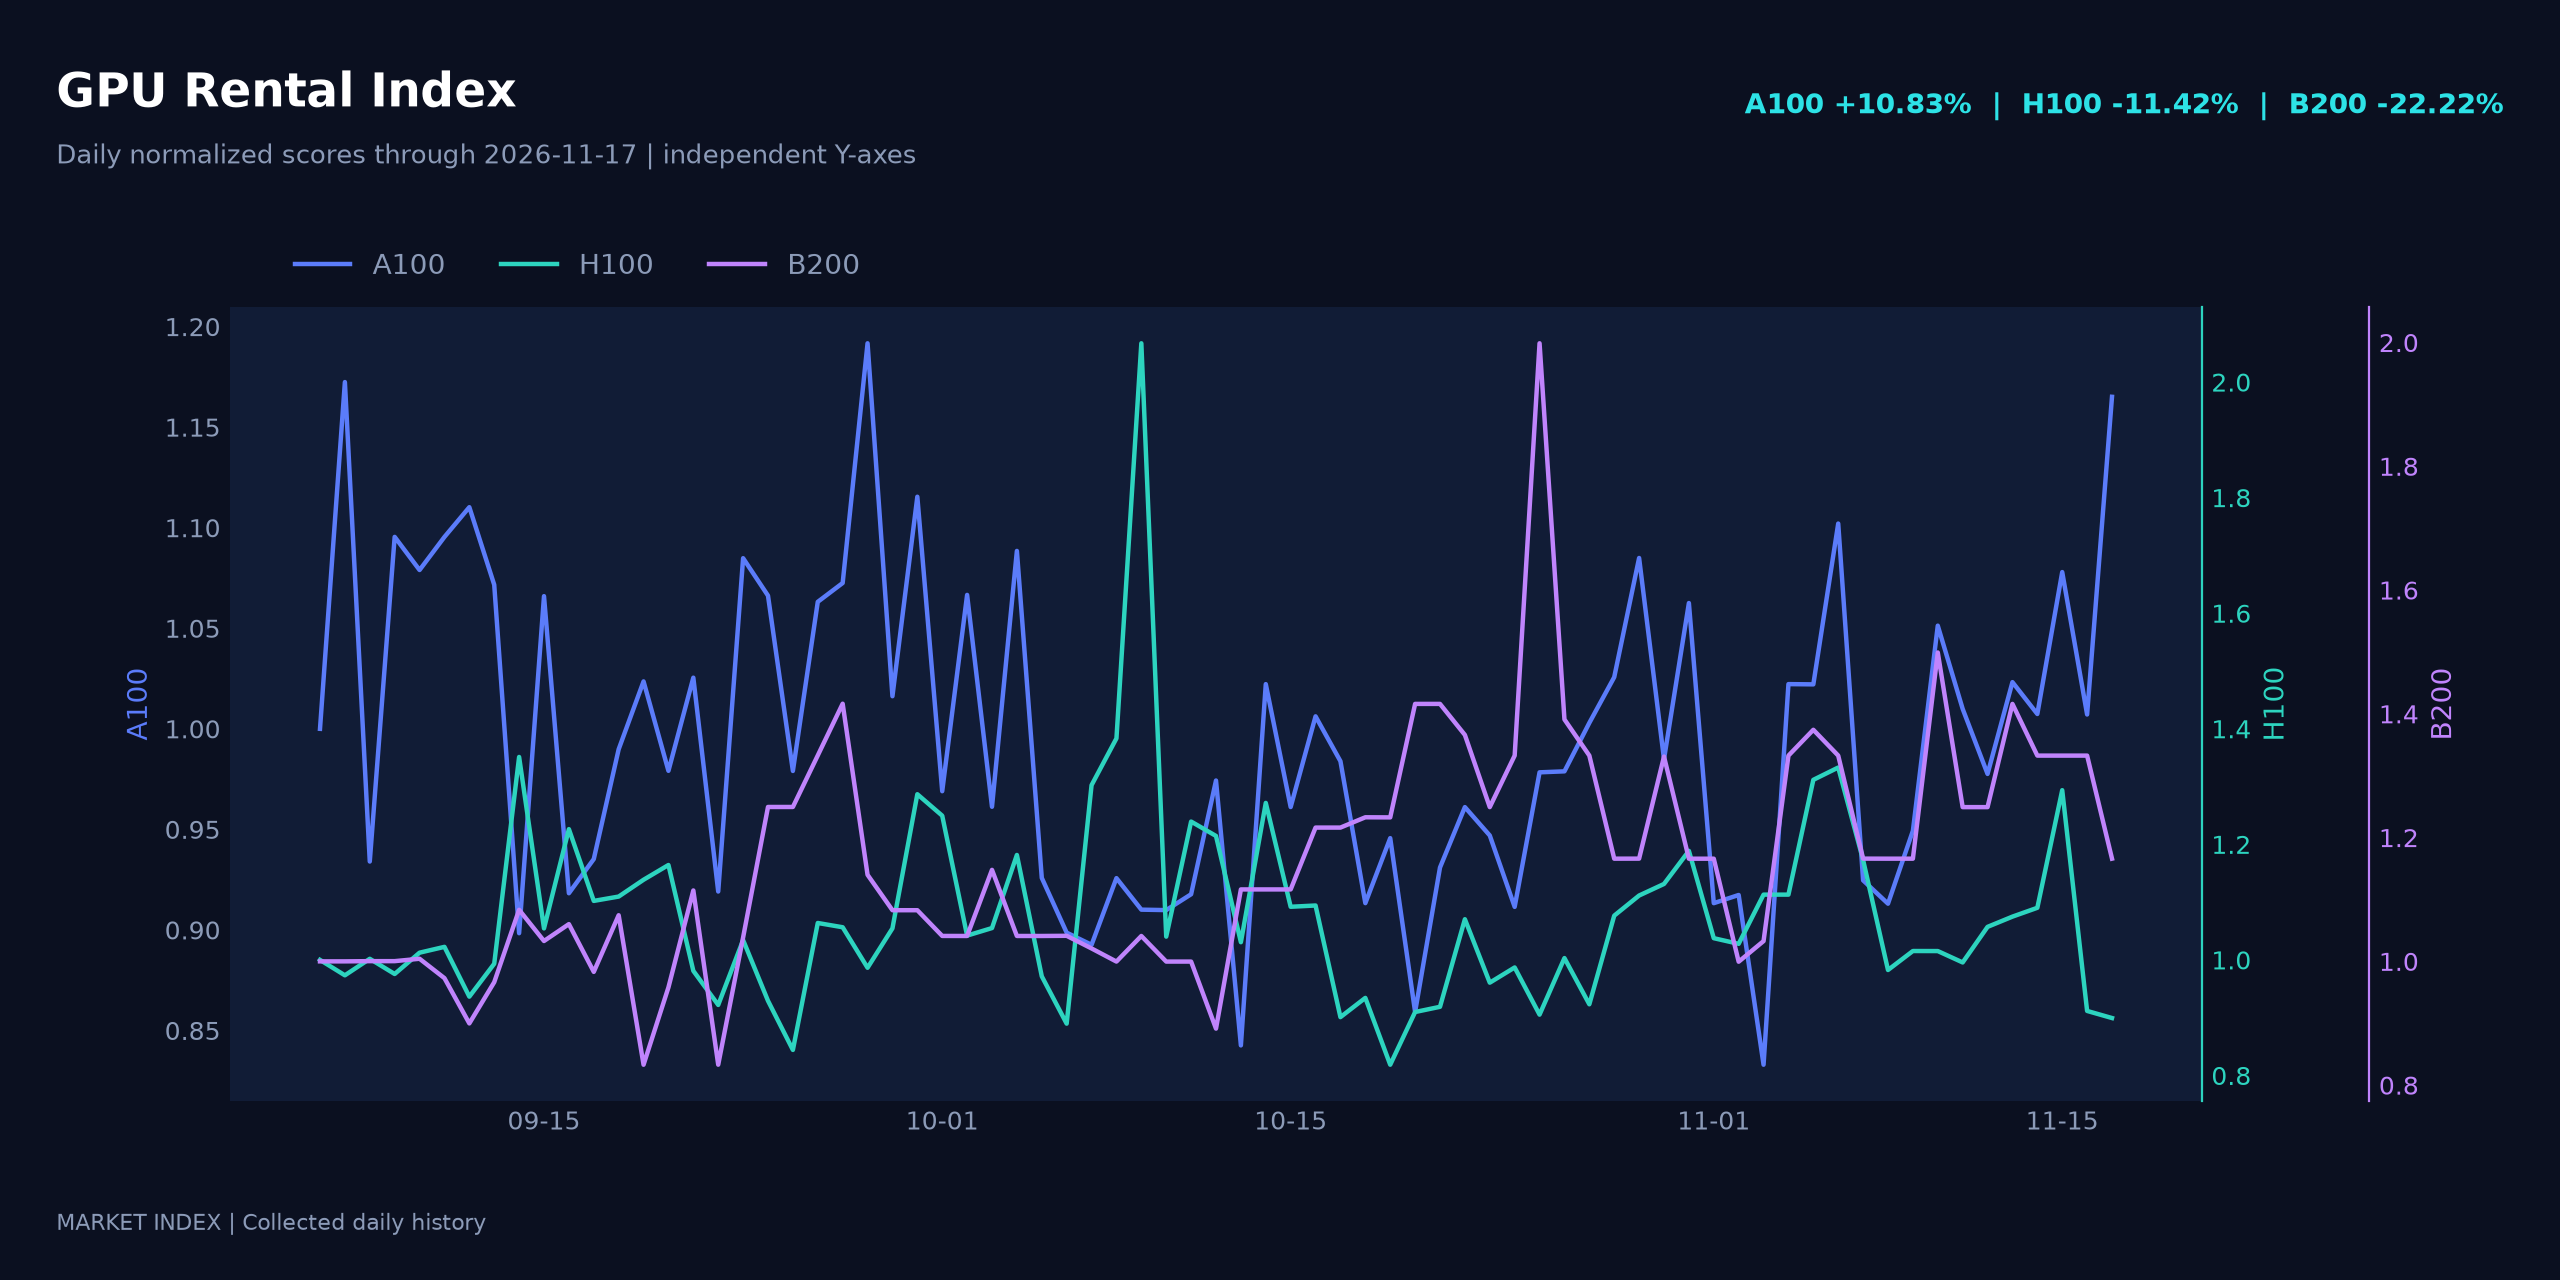 GPU Rental Index
A100 +10.83% | H100 -11.42% | B200 -22.22%
Daily normalized scores through 2026-11-17 | independent Y-axes
A100 H100 B200
1.20
1.15
1.10
1.05
1.00
0.95
0.90
0.85
A100
2.0
1.8
1.6
1.4
1.2
1.0
0.8
H100
2.0
1.8
1.6
1.4
1.2
1.0
0.8
B200
09-15 10-01 10-15 11-01 11-15
MARKET INDEX | Collected daily history